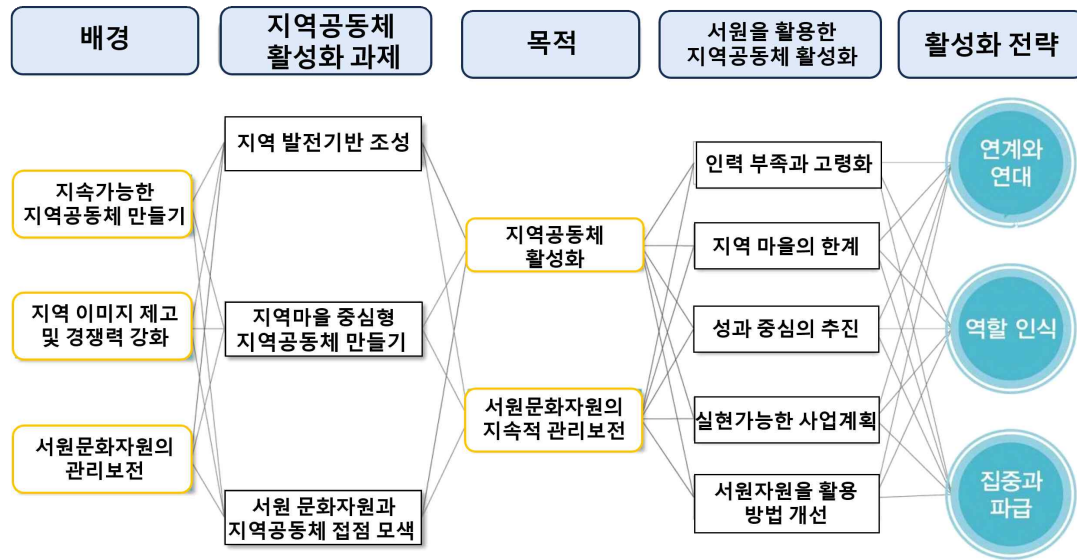 배경
지역공동체
활성화 과제
목적
서원을 활용한
지역공동체 활성화
활성화 전략
지속가능한
지역공동체 만들기
지역 이미지 제고
및 경쟁력 강화
서원문화자원의
관리보전
지역 발전기반 조성
지역마을 중심형
지역공동체 만들기
서원 문화자원과
지역공동체 접점 모색
지역공동체
활성화
서원문화자원의
지속적 관리보전
인력 부족과 고령화
지역 마을의 한계
성과 중심의 추진
실현가능한 사업계획
서원자원을 활용
방법 개선
연계와
연대
역할 인식
집중과
파급